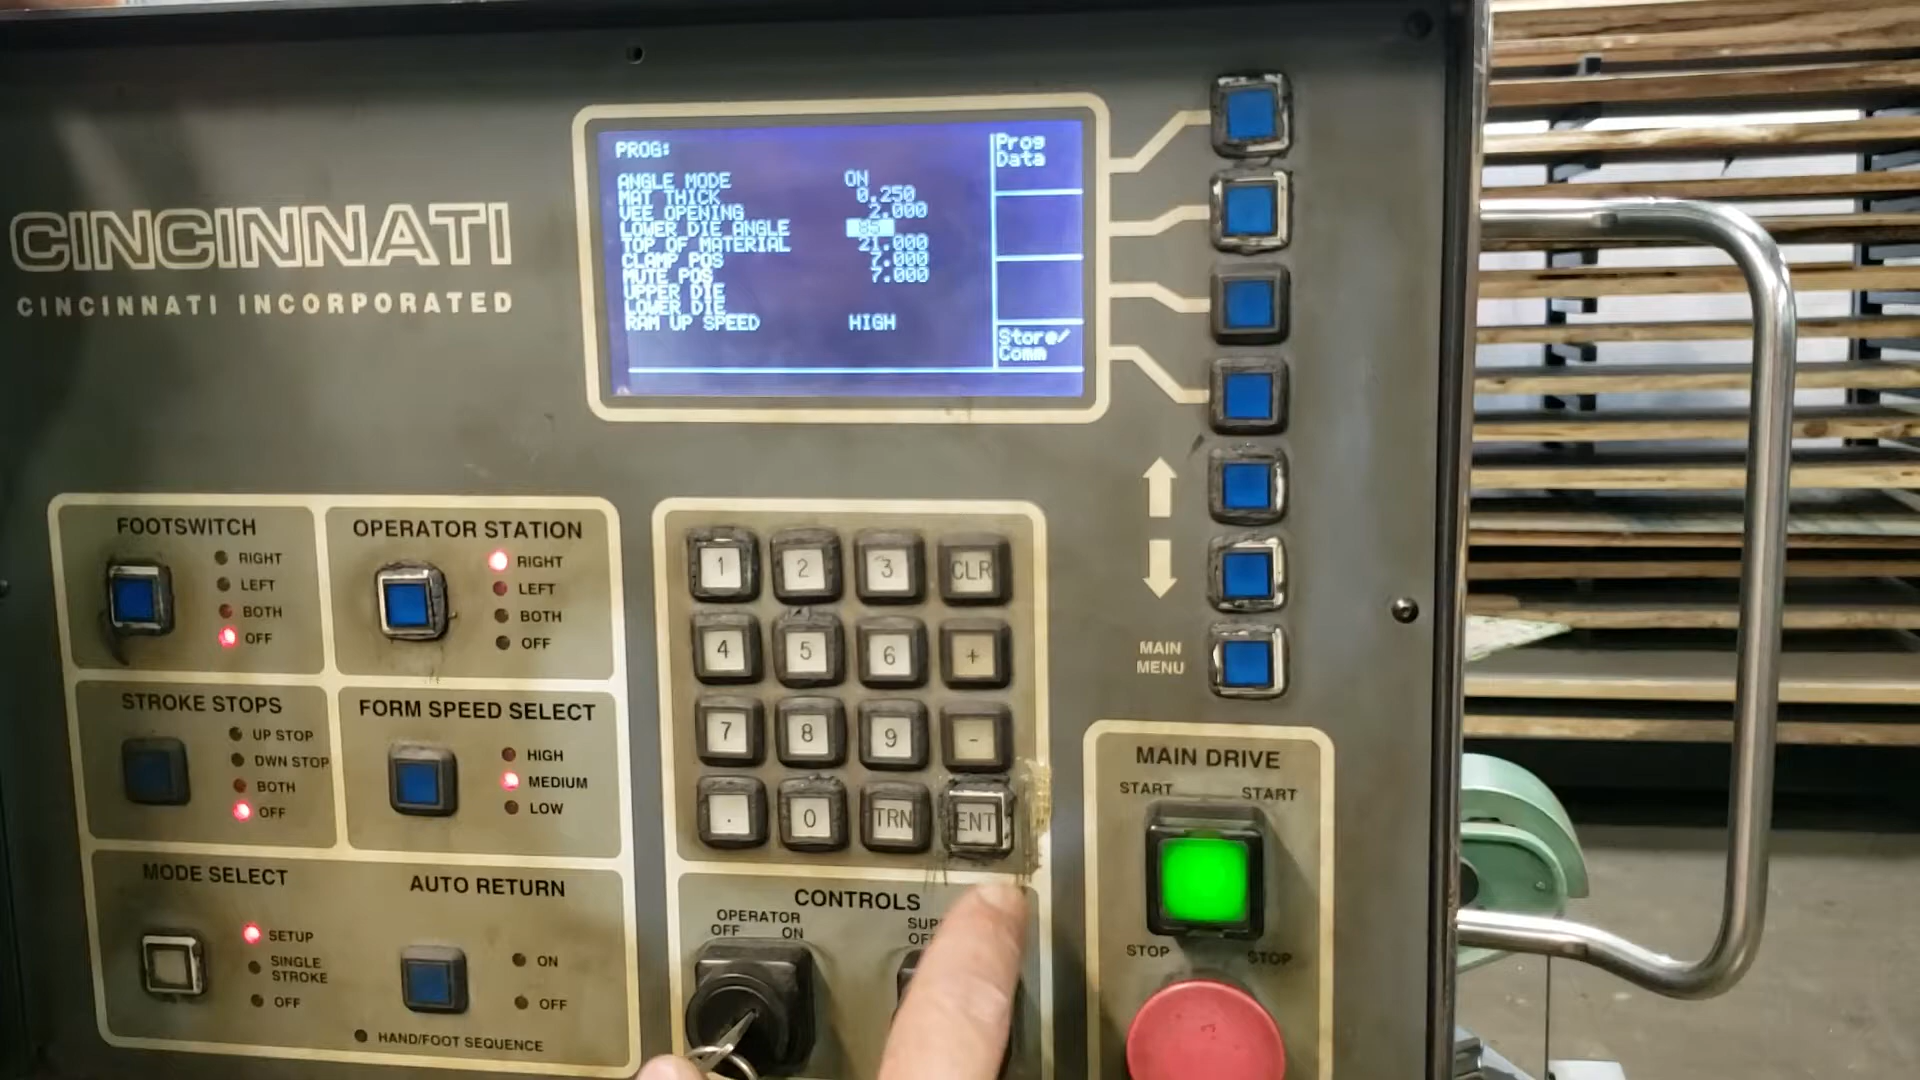 CINCINNATI
CINCINNATI INCORPORATED
PROG:
ANGLE MODE ON
MAT THICK 0.250
VEE OPENING 2.000
LOWER DIE ANGLE
TOP OF MATERIAL 21.000
CLAMP POS 7.000
MUTE POS 7.000
UPPER DIE
LOWER DIE
RAM UP SPEED HIGH
Prog
Data
Store/
Comm
FOOTSWITCH
RIGHT
LEFT
BOTH
OFF
OPERATOR STATION
RIGHT
LEFT
BOTH
OFF
STROKE STOPS
UP STOP
DWN STOP
BOTH
OFF
FORM SPEED SELECT
HIGH
MEDIUM
LOW
MODE SELECT
SETUP
SINGLE
STROKE
OFF
AUTO RETURN
ON
OFF
HAND/FOOT SEQUENCE
1 2 3 CLR
4 5 6 +
7 8 9 -
. 0 TRN ENT
CONTROLS
OPERATOR
OFF ON
MAIN
MENU
MAIN DRIVE
START START
STOP STOP